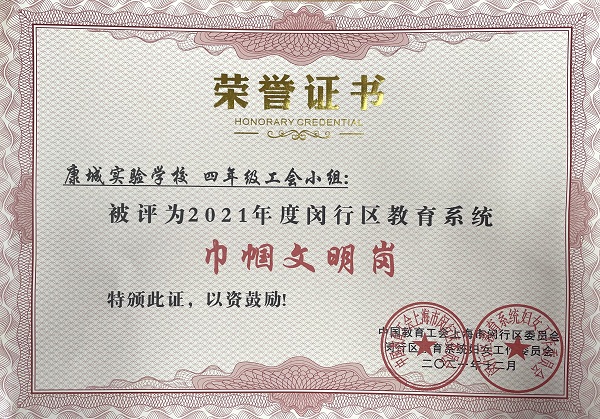 荣誉证书
HONORARY CREDENTIAL
康城实验学校 四年级工会小组:
被评为2021年度闵行区教育系统
巾帼文明岗
特颁此证，以资鼓励!
中国教育工会上海市闵行区委员会
闵行区教育系统妇女工作委员会
二〇二一年十二月